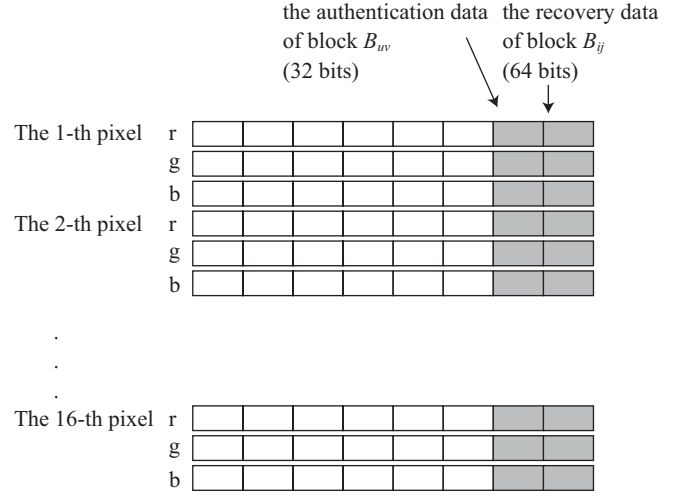 the authentication data
of block Buv
(32 bits)
the recovery data
of block Bij
(64 bits)
The 1-th pixel r
g
b
The 2-th pixel r
g
b
.
.
.
The 16-th pixel r
g
b